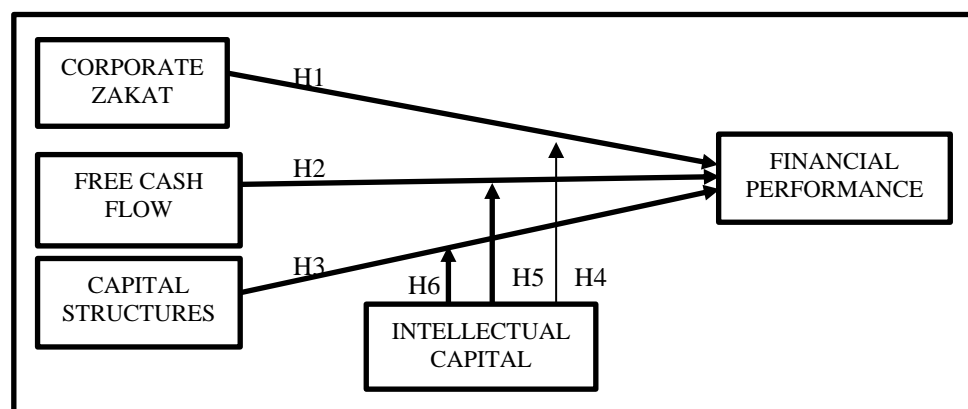 CORPORATE
ZAKAT
H1
FREE CASH
FLOW
H2
FINANCIAL
PERFORMANCE
CAPITAL
STRUCTURES
H3
H6
H5
H4
INTELLECTUAL
CAPITAL